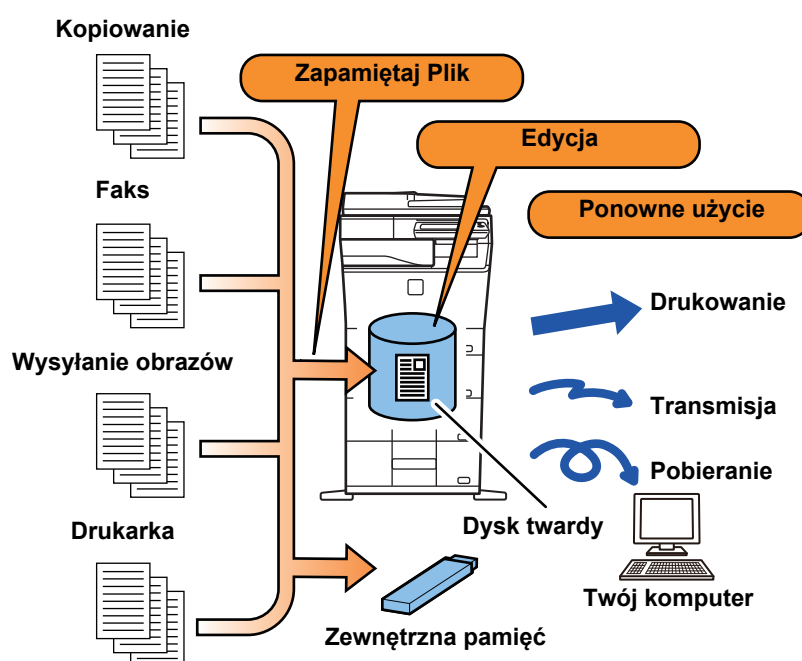 Kopiowanie
Zapamiętaj Plik
Edycja
Faks
Ponowne użycie
Drukowanie
Wysyłanie obrazów
Transmisja
Pobieranie
Drukarka
Dysk twardy
Twój komputer
Zewnętrzna pamięć